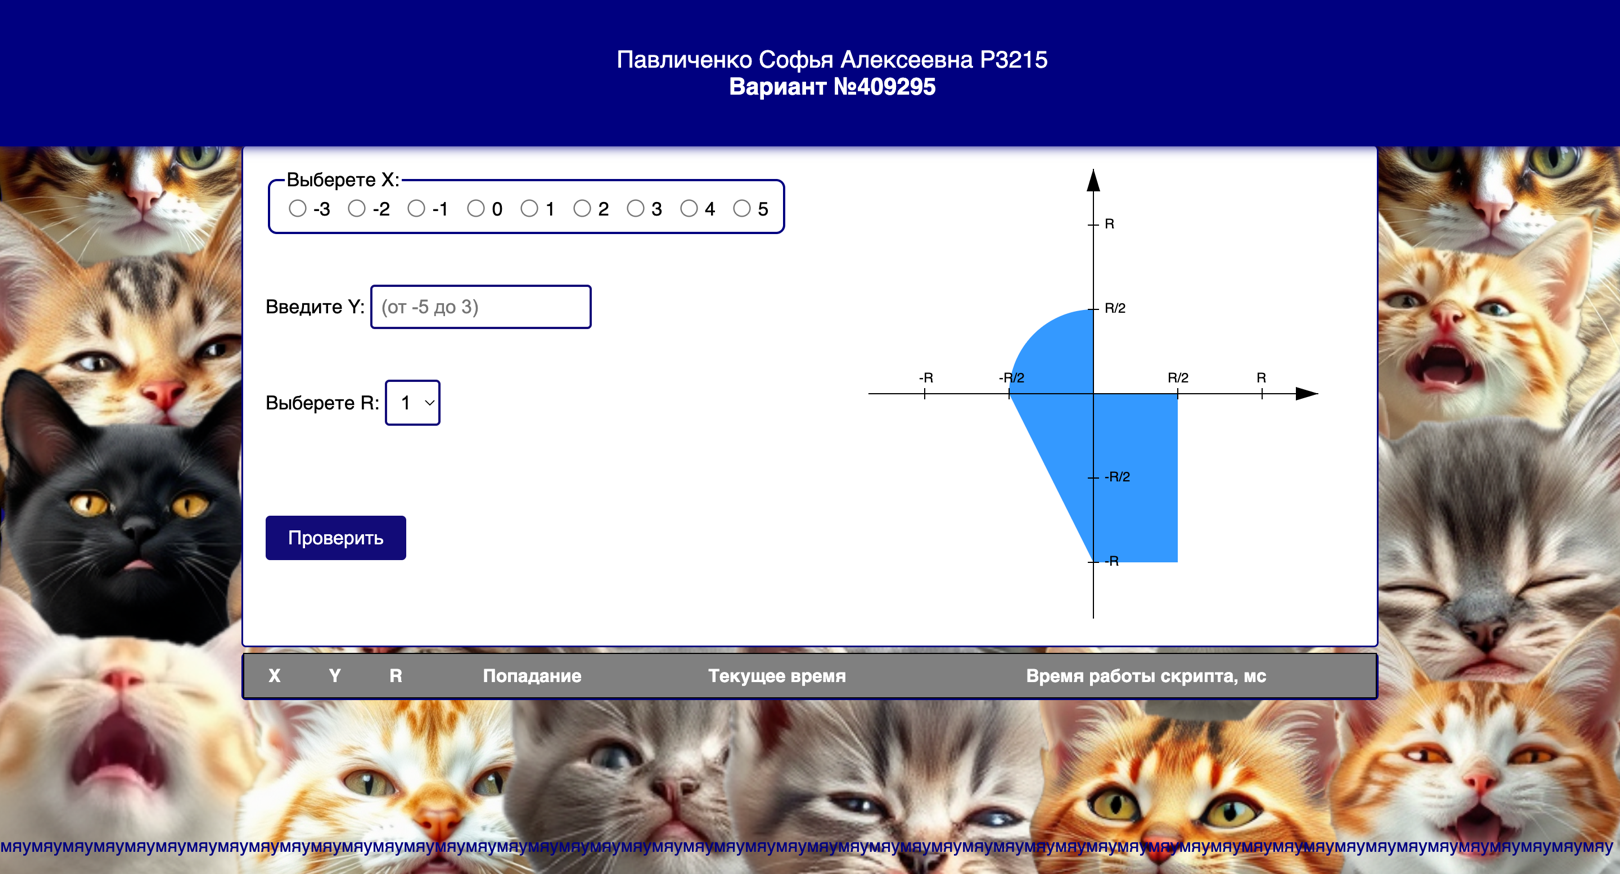 Павличенко Софья Алексеевна P3215
Вариант №409295
Выберете X:
-3 -2 -1 0 1 2 3 4 5
Введите Y: (от -5 до 3)
Выберете R: 1
Проверить
R
R/2
-R -R/2 R/2 R
-R/2
-R
X Y R Попадание Текущее время Время работы скрипта, мс
мяумяумяумяумяумяумяумяумяумяумяумяумяумяумяумяумяумяумяумяумяумяумяумяумяумяумяумяумяумяумяумяумяумяумяумяумяумяумяумяумяумяумяумяумяумяумяу